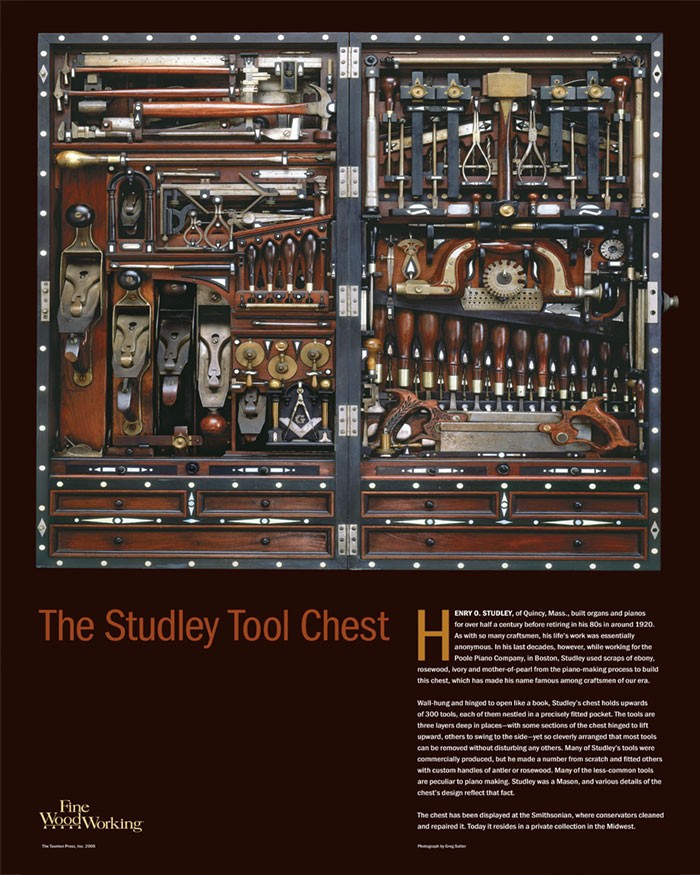 The Studley Tool Chest
HENRY O. STUDLEY, of Quincy, Mass., built organs and pianos
for over half a century before retiring in his 80s in around 1920.
As with so many craftsmen, his life's work was essentially
anonymous. In his last decades, however, while working for the
Poole Piano Company, in Boston, Studley used scraps of ebony,
rosewood, ivory and mother-of-pearl from the piano-making process to build
this chest, which has made his name famous among craftsmen of our era.
Wall-hung and hinged to open like a book, Studley's chest holds upwards
of 300 tools, each of them nestled in a precisely fitted pocket. The tools are
three layers deep in places—with some sections of the chest hinged to lift
upward, others to swing to the side—yet so cleverly arranged that most tools
can be removed without disturbing any others. Many of Studley's tools were
commercially produced, but he made a number from scratch and fitted others
with custom handles of antler or rosewood. Many of the less-common tools
are peculiar to piano making. Studley was a Mason, and various details of the
chest's design reflect that fact.
The chest has been displayed at the Smithsonian, where conservators cleaned
and repaired it. Today it resides in a private collection in the Midwest.
Fine
WoodWorking
The Taunton Press, Inc.
Photograph by Greg Sutter
G